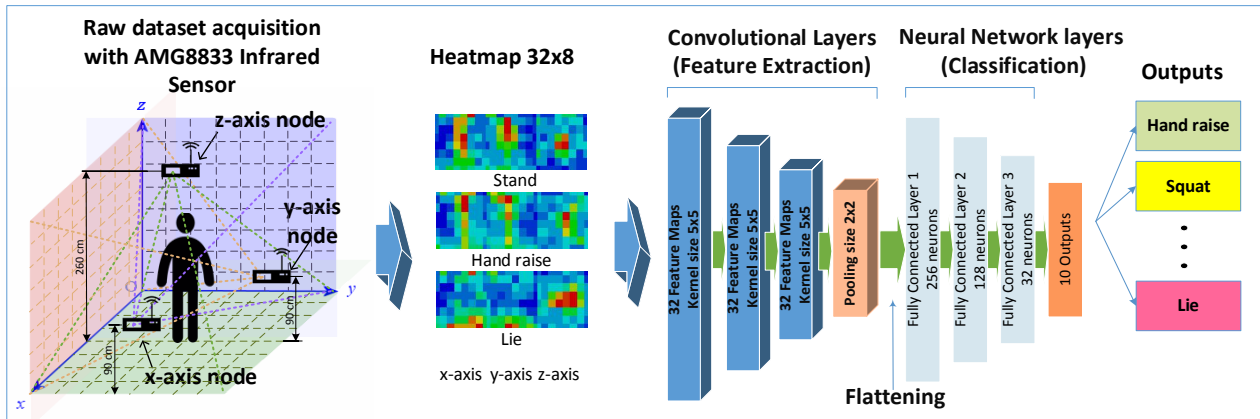 Raw dataset acquisition
with AMG8833 Infrared
Sensor
z
z-axis node
y-axis
node
260 cm
O
y
90 cm
90 cm
x-axis node
x
Heatmap 32x8
Stand
Hand raise
Lie
x-axis y-axis z-axis
Convolutional Layers
(Feature Extraction)
32 Feature Maps
Kernel size 5x5
32 Feature Maps
Kernel size 5x5
32 Feature Maps
Kernel size 5x5
Pooling size 2x2
Flattening
Neural Network layers
(Classification)
Fully Connected Layer 1
256 neurons
Fully Connected Layer 2
128 neurons
Fully Connected Layer 3
32 neurons
10 Outputs
Outputs
Hand raise
Squat
Lie